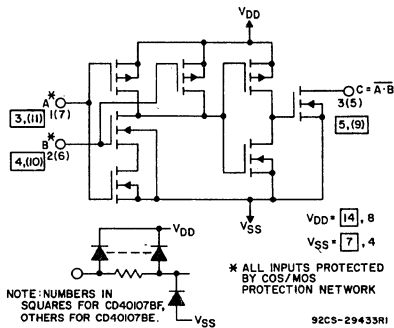 VDD
A*
1(7)
3,(11)
B*
2(6)
4,(10)
C = A·B
3(5)
5,(9)
VSS
VDD = 14, 8
VSS = 7, 4
* ALL INPUTS PROTECTED
BY COS/MOS
PROTECTION NETWORK
VDD
VSS
NOTE: NUMBERS IN
SQUARES FOR CD40107BF,
OTHERS FOR CD40107BE.
92CS-29433R1